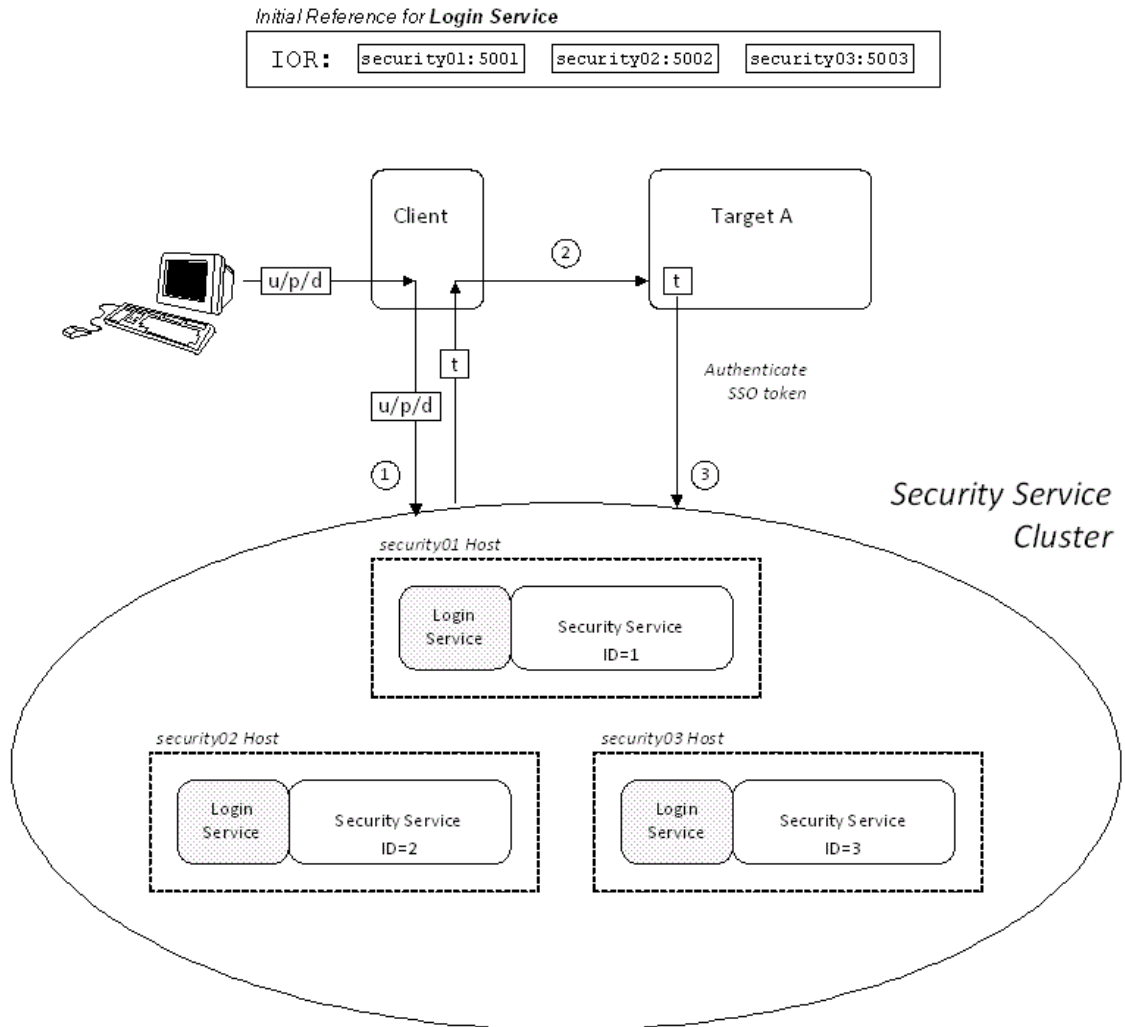 Initial Reference for Login Service
IOR: security01:5001 security02:5002 security03:5003
Client
Target A
2
u/p/d
t
t
Authenticate
SSO token
u/p/d
1
3
Security Service
Cluster
security01 Host
Login
Service
Security Service
ID=1
security02 Host
Login
Service
Security Service
ID=2
security03 Host
Login
Service
Security Service
ID=3